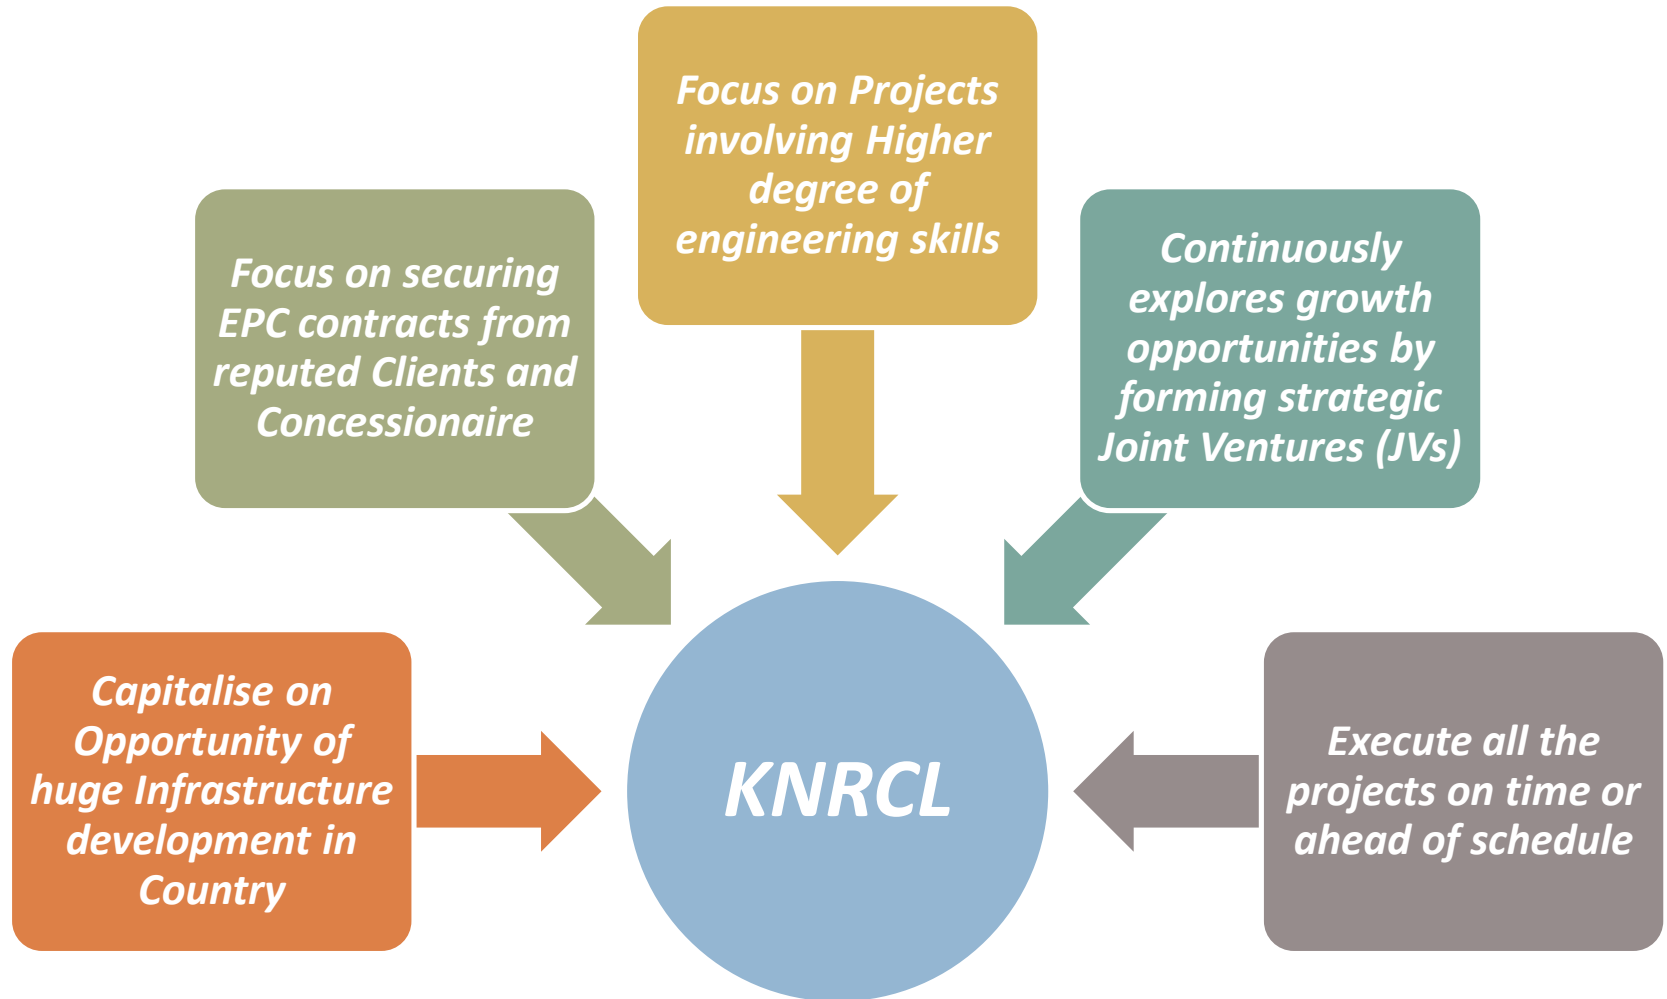 Focus on Projects
involving Higher
degree of
engineering skills
Focus on securing
EPC contracts from
reputed Clients and
Concessionaire
Continuously
explores growth
opportunities by
forming strategic
Joint Ventures (JVs)
Capitalise on
Opportunity of
huge Infrastructure
development in
Country
KNRCL
Execute all the
projects on time or
ahead of schedule